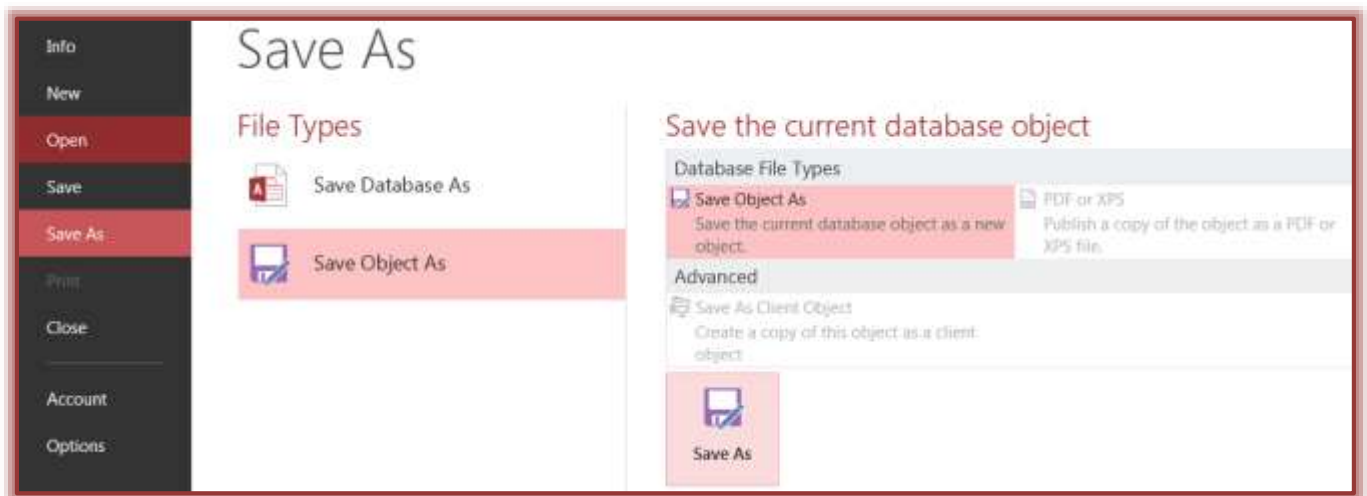 Info
New
Open
Save
Save As
Print
Close
Account
Options
Save As
File Types
Save Database As
Save Object As
Save the current database object
Database File Types
Save Object As
Save the current database object as a new
object.
PDF or XPS
Publish a copy of the object as a PDF or
XPS file.
Advanced
Save As Client Object
Create a copy of this object as a client
object
Save As